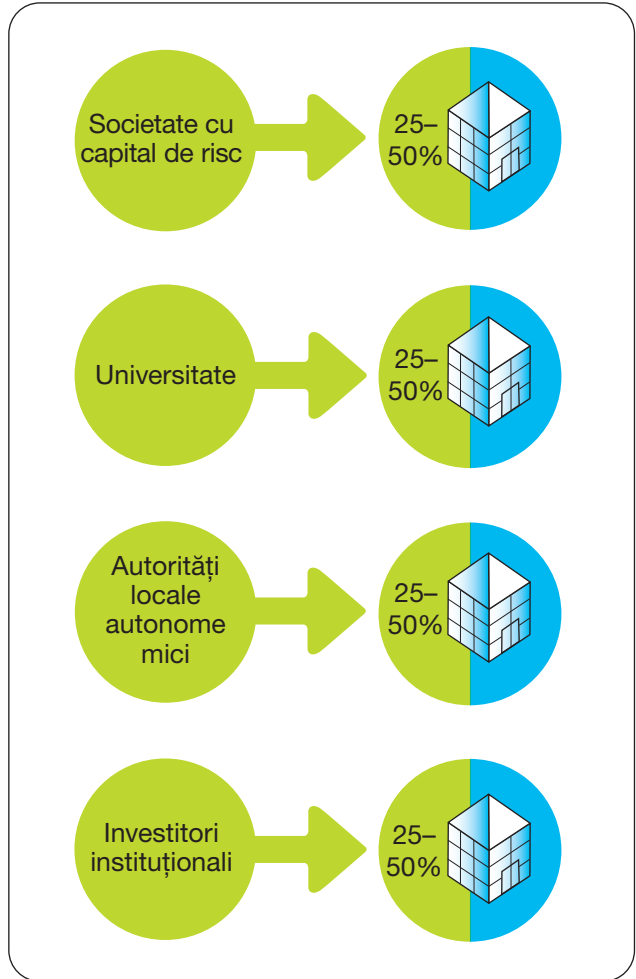 Societate cu
capital de risc
25–
50%
Universitate
25–
50%
Autorități
locale
autonome
mici
25–
50%
Investitori
instituționali
25–
50%